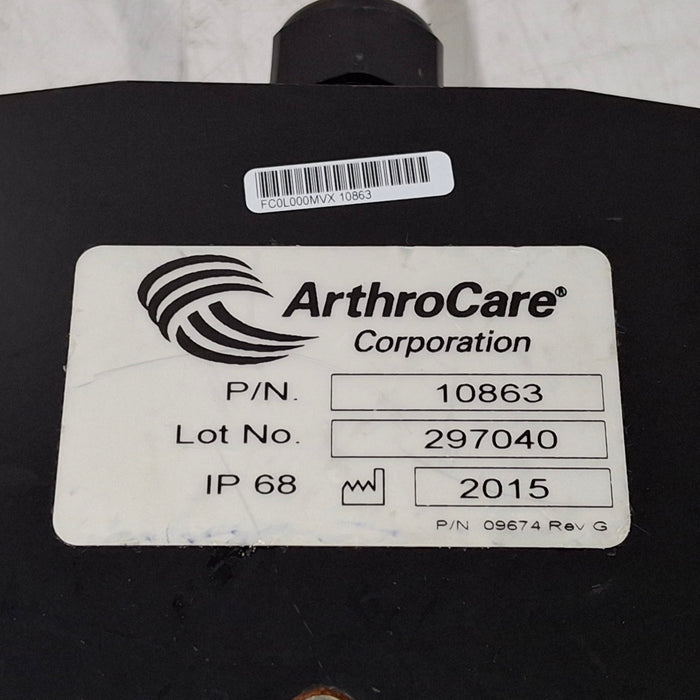 FC0L000MVX 10863
ArthroCare®
Corporation
P/N. 10863
Lot No. 297040
IP 68 2015
P/N 09674 Rev G